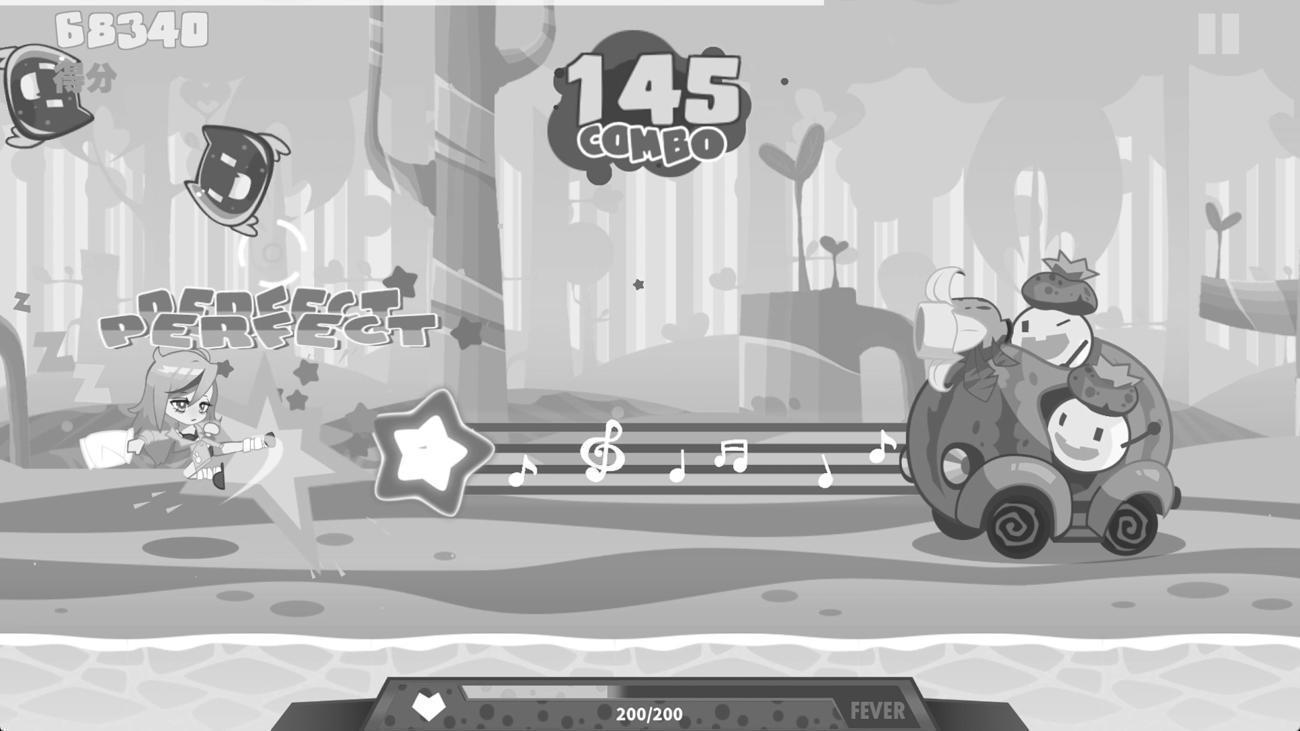 68340
得分
145
COMBO
PERFECT
PERFECT
z
Z
Z
200/200
FEVER